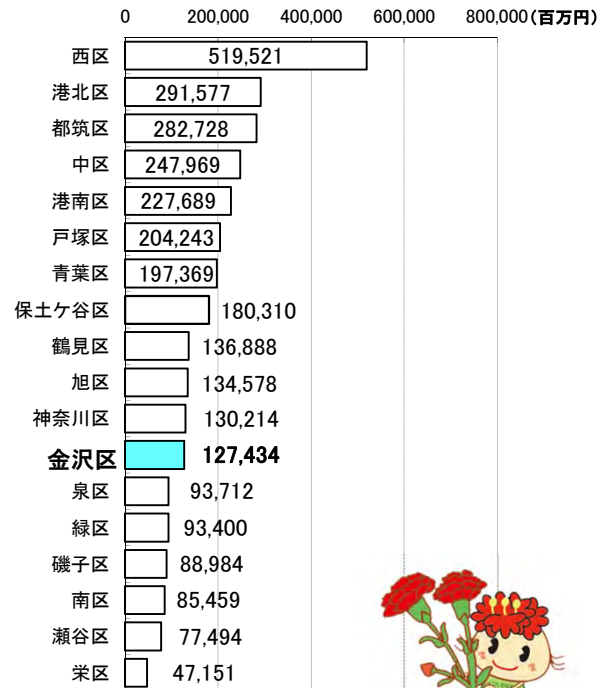 0 200,000 400,000 600,000 800,000(百万円)
西区 519,521
港北区 291,577
都筑区 282,728
中区 247,969
港南区 227,689
戸塚区 204,243
青葉区 197,369
保土ケ谷区 180,310
鶴見区 136,888
旭区 134,578
神奈川区 130,214
金沢区 127,434
泉区 93,712
緑区 93,400
磯子区 88,984
南区 85,459
瀬谷区 77,494
栄区 47,151